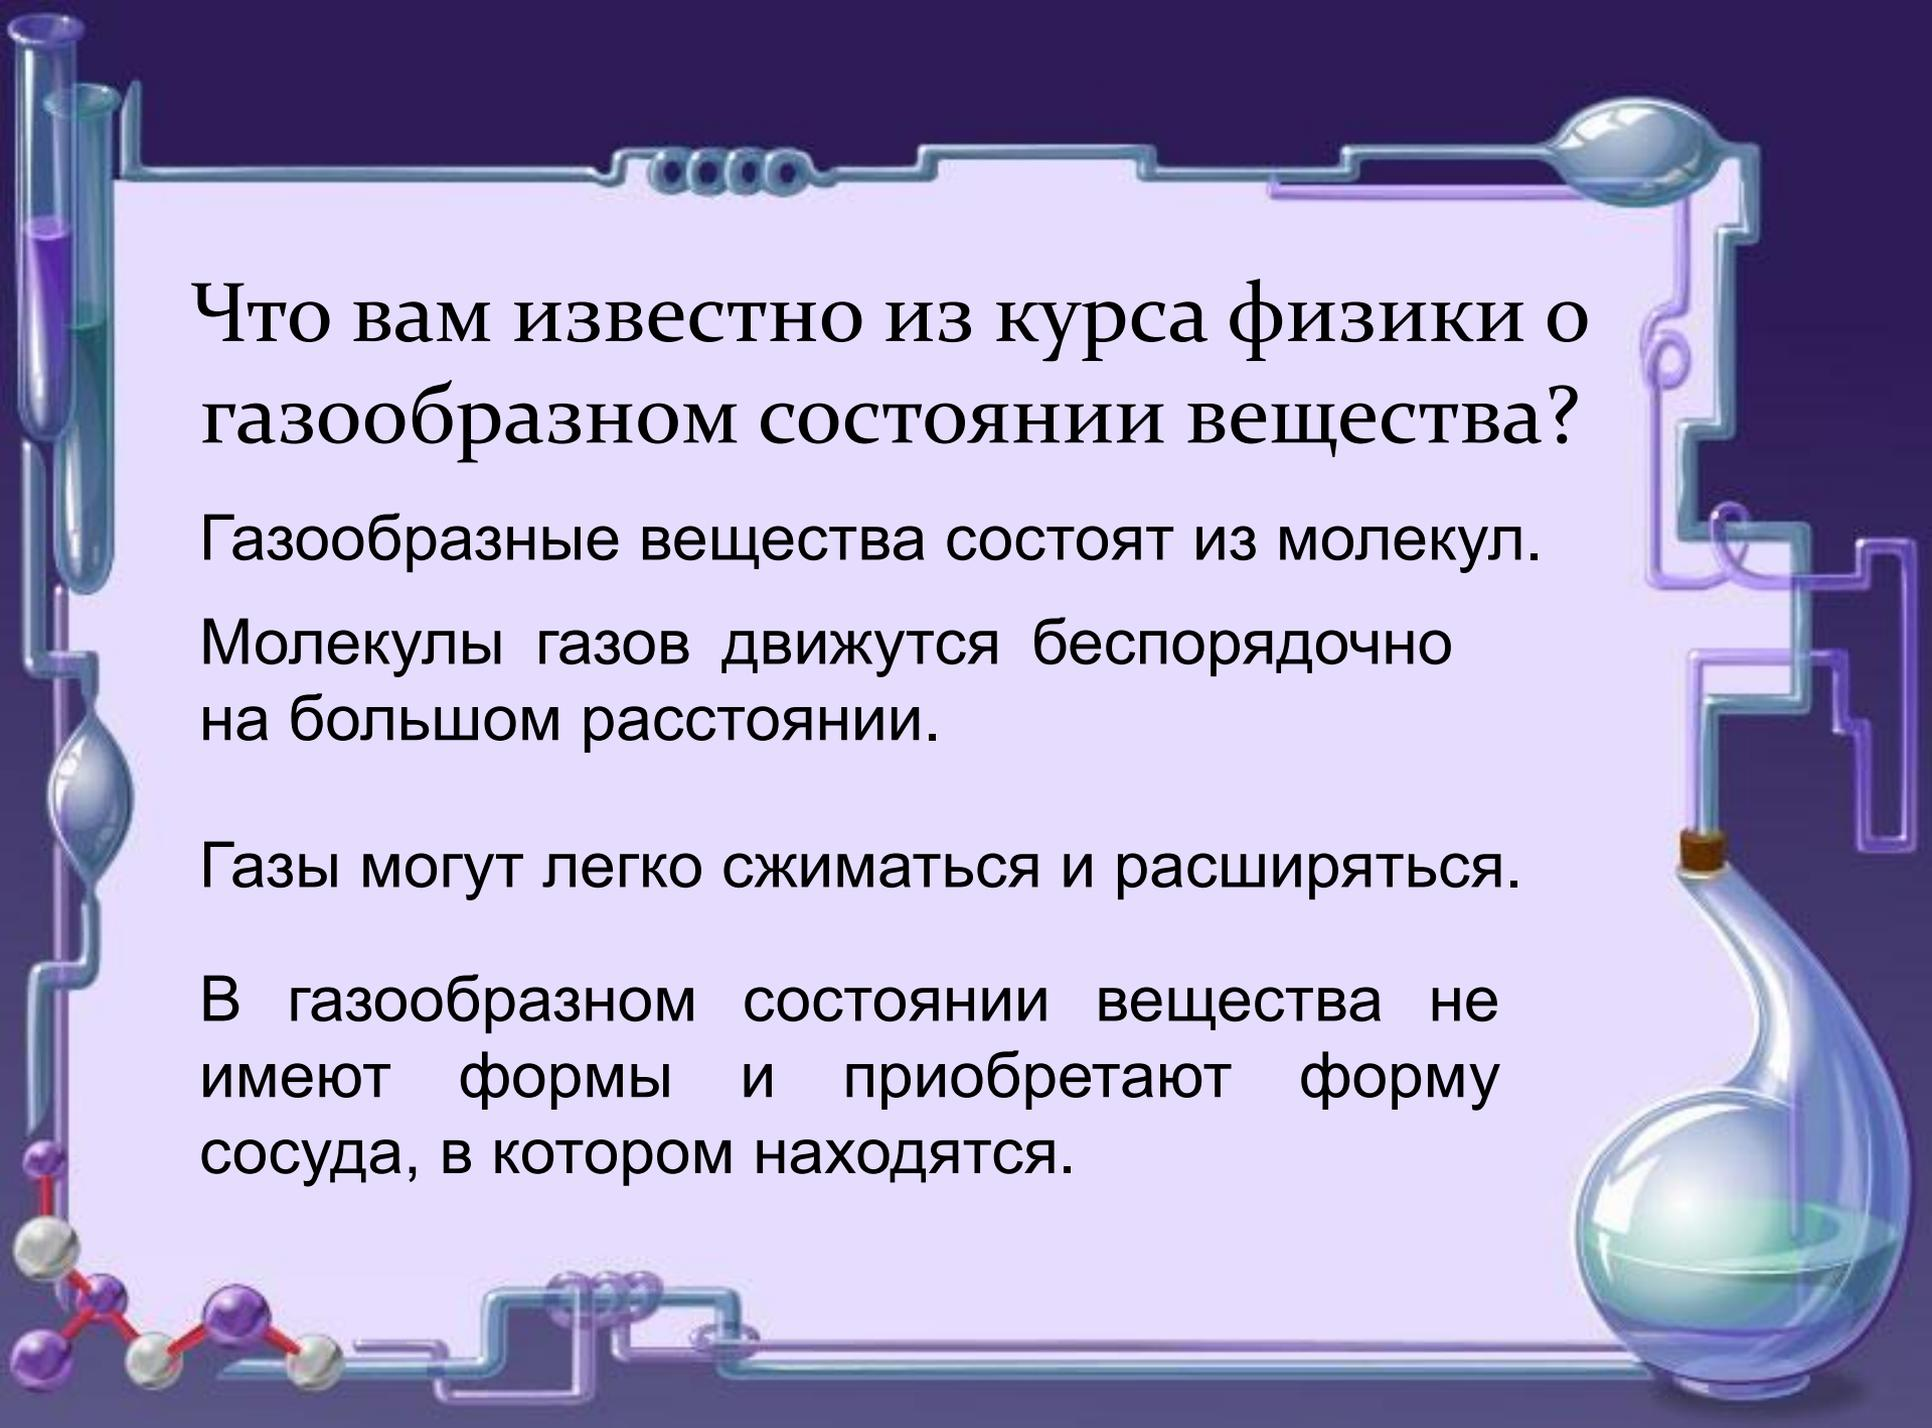 Что вам известно из курса физики о
газообразном состоянии вещества?
Газообразные вещества состоят из молекул.
Молекулы газов движутся беспорядочно
на большом расстоянии.
Газы могут легко сжиматься и расширяться.
В газообразном состоянии вещества не
имеют формы и приобретают форму
сосуда, в котором находятся.